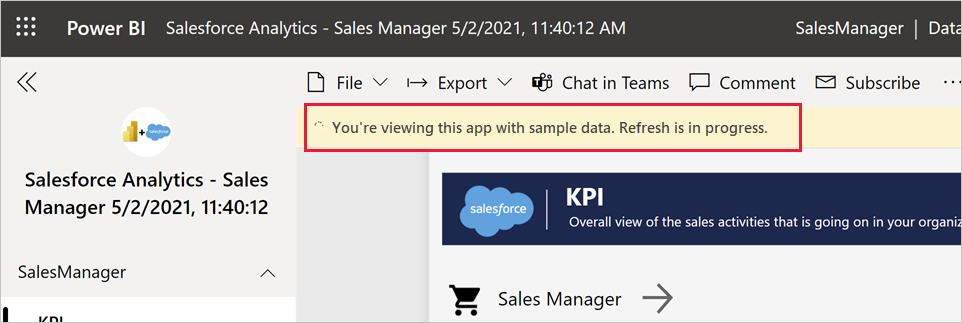 Power BI Salesforce Analytics - Sales Manager 5/2/2021, 11:40:12 AM SalesManager | Data
File Export Chat in Teams Comment Subscribe ...
You're viewing this app with sample data. Refresh is in progress.
Salesforce Analytics - Sales
Manager 5/2/2021, 11:40:12
salesforce
KPI
Overall view of the sales activities that is going on in your organiz
SalesManager
Sales Manager
KPI